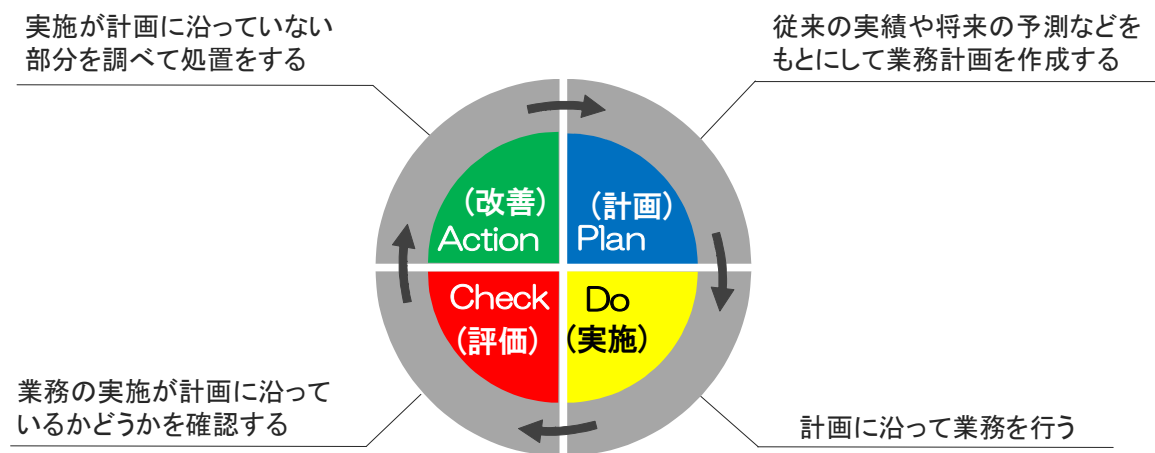 実施が計画に沿っていない
部分を調べて処置をする
従来の実績や将来の予測などを
もとにして業務計画を作成する
(改善)
Action
(計画)
Plan
Check
(評価)
Do
(実施)
業務の実施が計画に沿って
いるかどうかを確認する
計画に沿って業務を行う